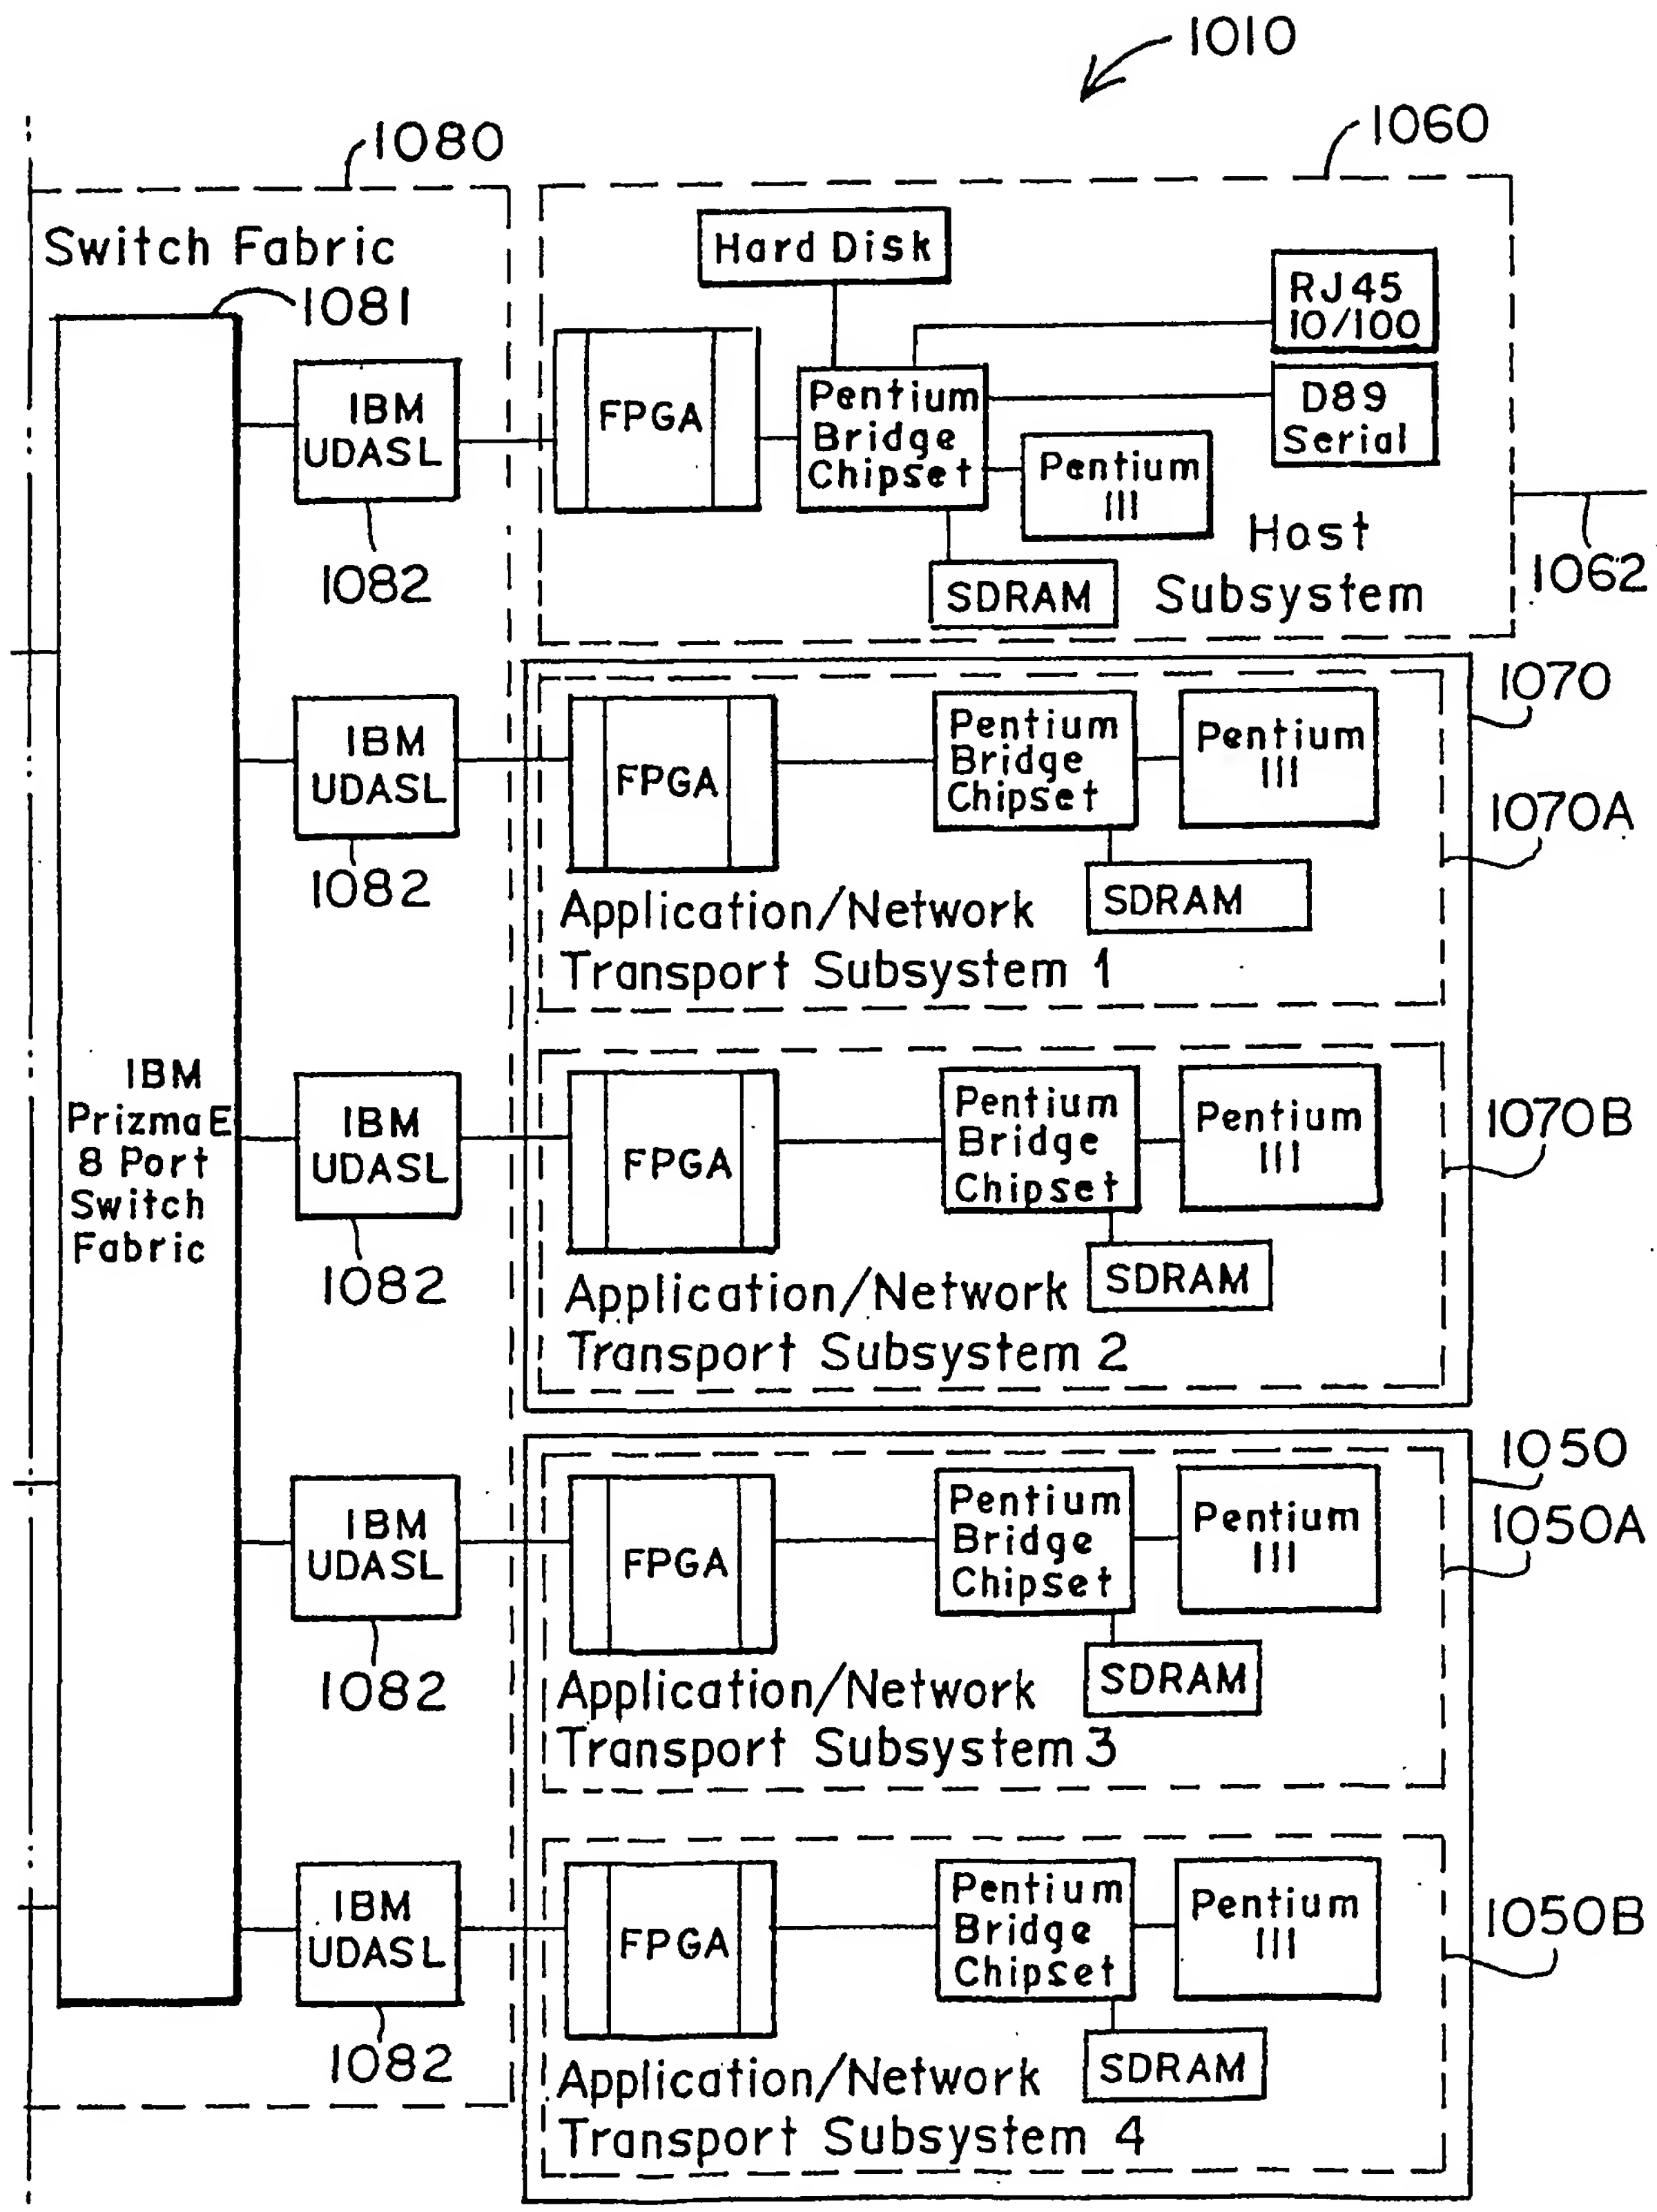 1010
1080
1060
Switch Fabric
1081
Hard Disk
RJ45
10/100
IBM
UDASL
FPGA
Pentium
Bridge
Chipset
D89
Serial
Pentium
III
Host
Subsystem
1082
SDRAM
1062
1070
IBM
UDASL
FPGA
Pentium
Bridge
Chipset
Pentium
III
1070A
1082
SDRAM
Application/Network
Transport Subsystem 1
IBM
PrizmaE
8 Port
Switch
Fabric
IBM
UDASL
FPGA
Pentium
Bridge
Chipset
Pentium
III
1070B
1082
SDRAM
Application/Network
Transport Subsystem 2
1050
IBM
UDASL
FPGA
Pentium
Bridge
Chipset
Pentium
III
1050A
1082
SDRAM
Application/Network
Transport Subsystem 3
IBM
UDASL
FPGA
Pentium
Bridge
Chipset
Pentium
III
1050B
1082
SDRAM
Application/Network
Transport Subsystem 4